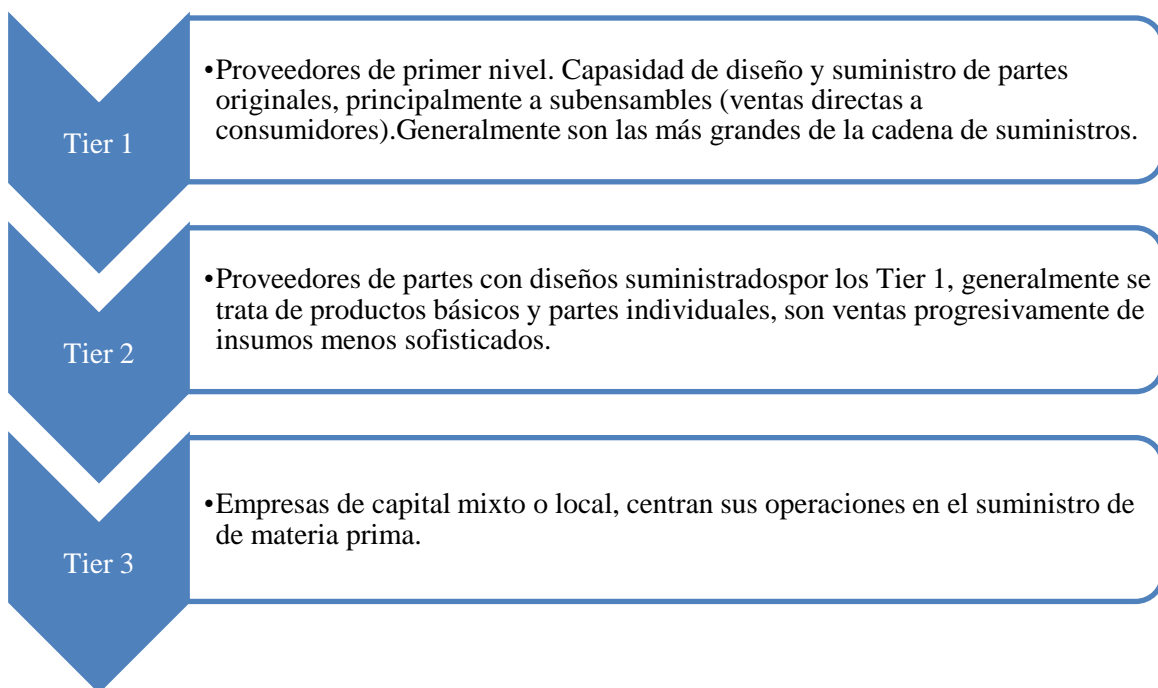 •Proveedores de primer nivel. Capasidad de diseño y suministro de partes
originales, principalmente a subensambles (ventas directas a
consumidores).Generalmente son las más grandes de la cadena de suministros.
Tier 1
•Proveedores de partes con diseños suministradospor los Tier 1, generalmente se
trata de productos básicos y partes individuales, son ventas progresivamente de
insumos menos sofisticados.
Tier 2
•Empresas de capital mixto o local, centran sus operaciones en el suministro de
de materia prima.
Tier 3